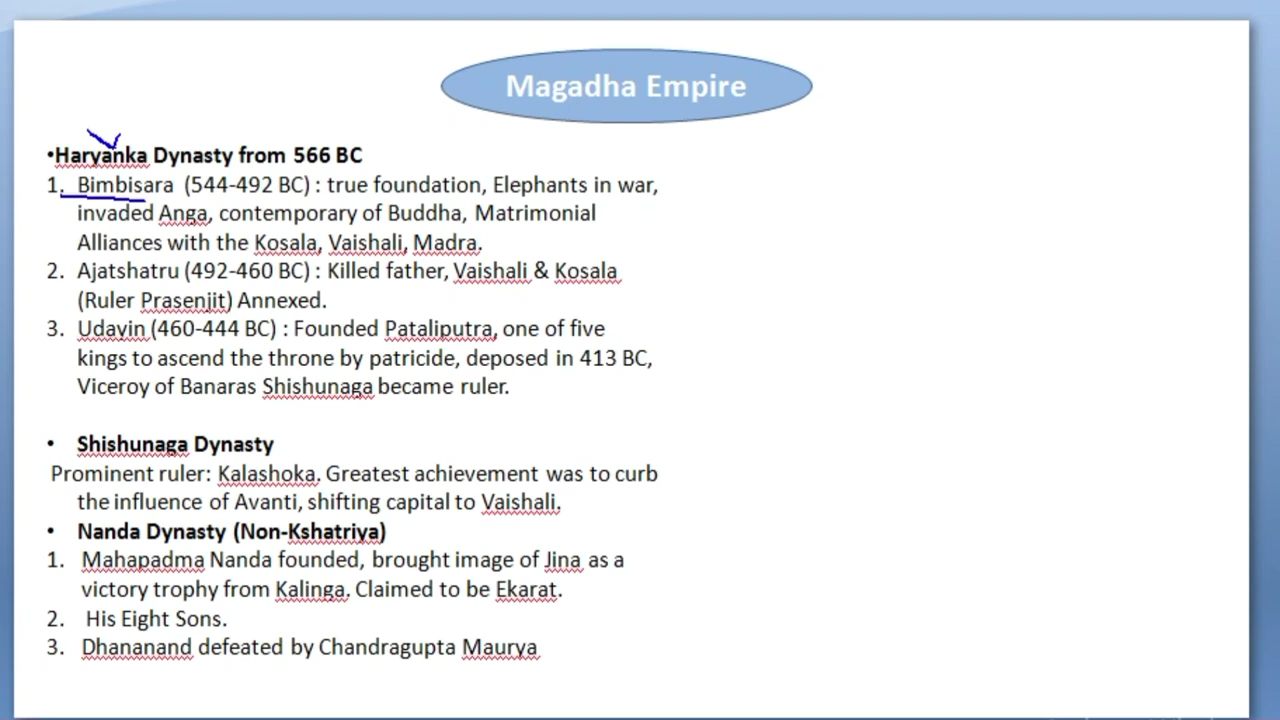 Magadha Empire
•Haryanka Dynasty from 566 BC
1. Bimbisara (544-492 BC) : true foundation, Elephants in war,
invaded Anga, contemporary of Buddha, Matrimonial
Alliances with the Kosala, Vaishali, Madra.
2. Ajatshatru (492-460 BC) : Killed father, Vaishali & Kosala
(Ruler Prasenjit) Annexed.
3. Udayin (460-444 BC) : Founded Pataliputra, one of five
kings to ascend the throne by patricide, deposed in 413 BC,
Viceroy of Banaras Shishunaga became ruler.
• Shishunaga Dynasty
Prominent ruler: Kalashoka. Greatest achievement was to curb
the influence of Avanti, shifting capital to Vaishali.
• Nanda Dynasty (Non-Kshatriya)
1. Mahapadma Nanda founded, brought image of Jina as a
victory trophy from Kalinga. Claimed to be Ekarat.
2. His Eight Sons.
3. Dhananand defeated by Chandragupta Maurya